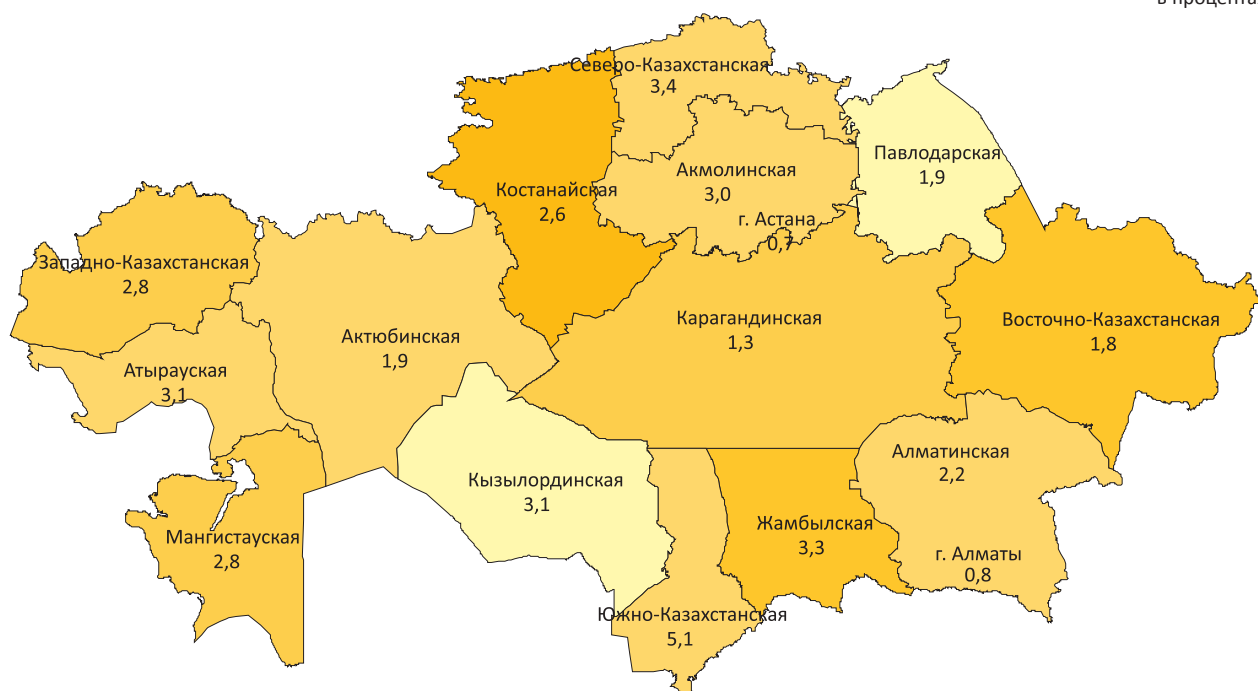 в процента
Северо-Казахстанская
3,4
Павлодарская
1,9
Акмолинская
3,0
Костанайская
2,6
г. Астана
0,7
Западно-Казахстанская
2,8
Карагандинская
1,3
Восточно-Казахстанская
1,8
Актюбинская
1,9
Атырауская
3,1
Алматинская
2,2
Кызылординская
3,1
Жамбылская
3,3
Мангистауская
2,8
г. Алматы
0,8
Южно-Казахстанская
5,1